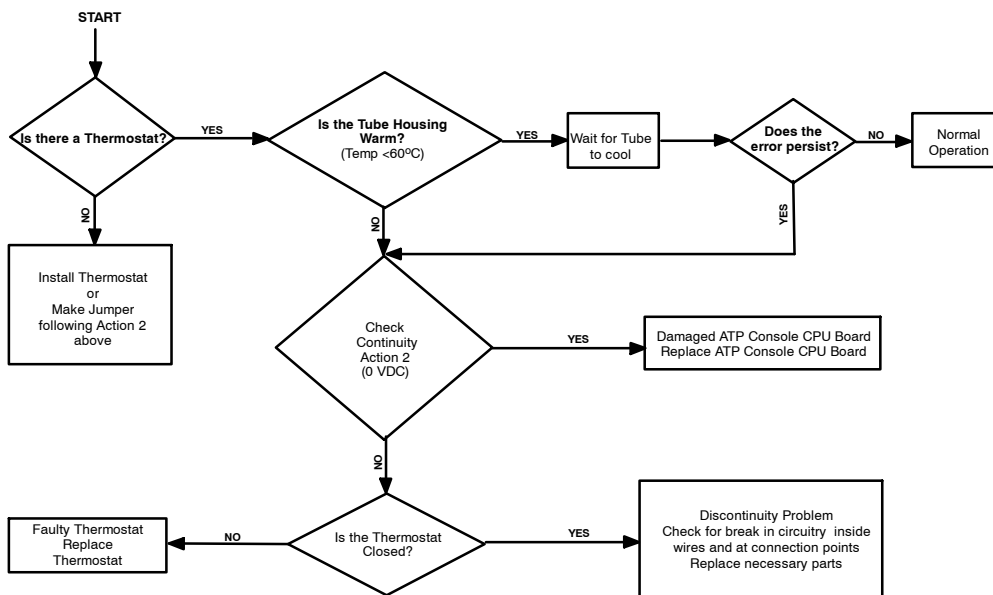 START
Is there a Thermostat?
YES
Is the Tube Housing
Warm?
(Temp <60ºC)
YES
Wait for Tube
to cool
Does the
error persist?
NO
Normal
Operation
NO
Install Thermostat
or
Make Jumper
following Action 2
above
NO
YES
Check
Continuity
Action 2
(0 VDC)
YES
Damaged ATP Console CPU Board
Replace ATP Console CPU Board
NO
Is the Thermostat
Closed?
NO
Faulty Thermostat
Replace
Thermostat
YES
Discontinuity Problem
Check for break in circuitry inside
wires and at connection points
Replace necessary parts